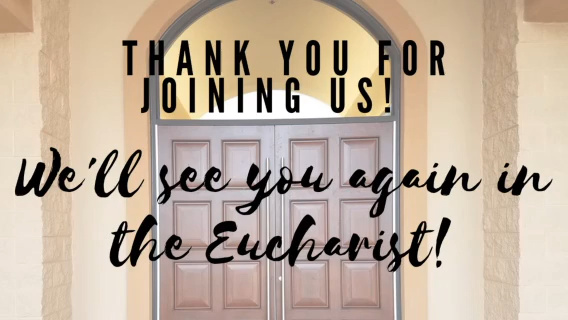 THANK YOU FOR
JOINING US!
We'll see you again in
the Eucharist!